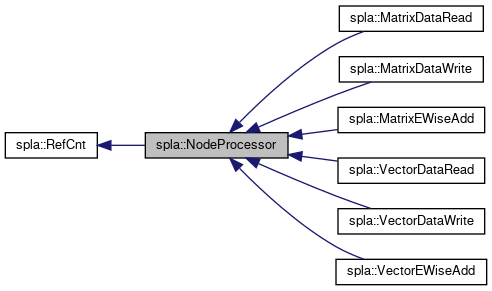 spla::MatrixDataRead
spla::MatrixDataWrite
spla::MatrixEWiseAdd
spla::RefCnt
spla::NodeProcessor
spla::VectorDataRead
spla::VectorDataWrite
spla::VectorEWiseAdd